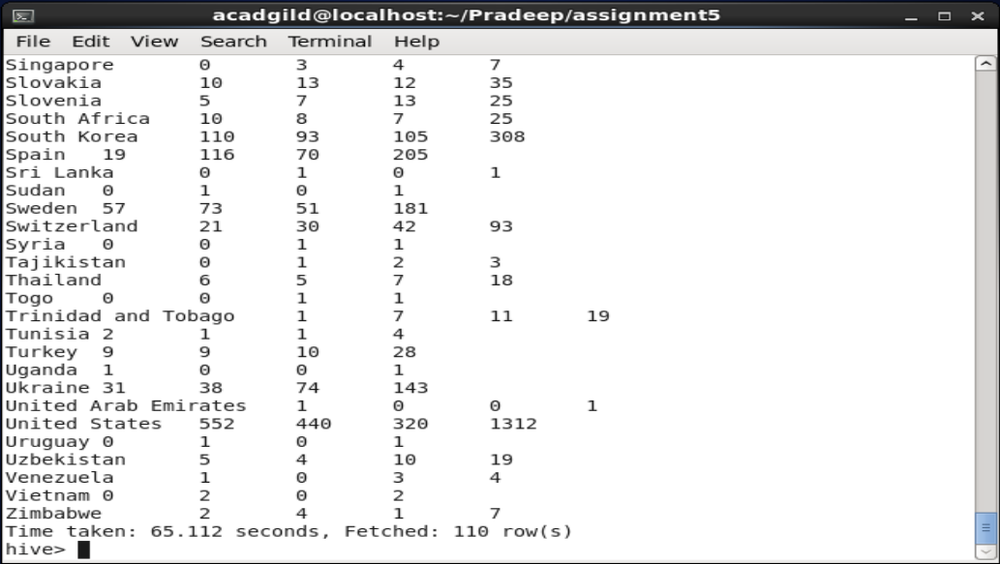 acadgild@localhost:~/Pradeep/assignment5
File Edit View Search Terminal Help
Singapore 0 3 4 7
Slovakia 10 13 12 35
Slovenia 5 7 13 25
South Africa 10 8 7 25
South Korea 110 93 105 308
Spain 19 116 70 205
Sri Lanka 0 1 0 1
Sudan 0 1 0 1
Sweden 57 73 51 181
Switzerland 21 30 42 93
Syria 0 0 1 1
Tajikistan 0 1 2 3
Thailand 6 5 7 18
Togo 0 0 1 1
Trinidad and Tobago 1 7 11 19
Tunisia 2 1 1 4
Turkey 9 9 10 28
Uganda 1 0 0 1
Ukraine 31 38 74 143
United Arab Emirates 1 0 0 1
United States 552 440 320 1312
Uruguay 0 1 0 1
Uzbekistan 5 4 10 19
Venezuela 1 0 3 4
Vietnam 0 2 0 2
Zimbabwe 2 4 1 7
Time taken: 65.112 seconds, Fetched: 110 row(s)
hive>